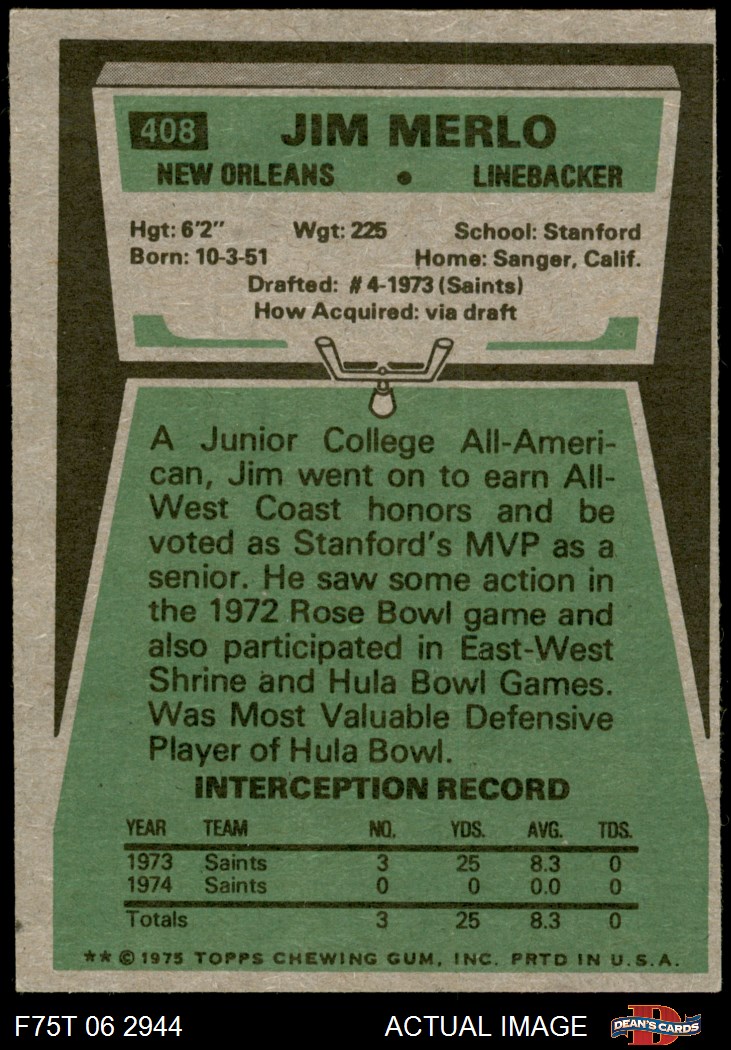 408 JIM MERLO
NEW ORLEANS • LINEBACKER
Hgt: 6'2" Wgt: 225 School: Stanford
Born: 10-3-51 Home: Sanger, Calif.
Drafted: #4-1973 (Saints)
How Acquired: via draft
A Junior College All-Ameri-
can, Jim went on to earn All-
West Coast honors and be
voted as Stanford's MVP as a
senior. He saw some action in
the 1972 Rose Bowl game and
also participated in East-West
Shrine and Hula Bowl Games.
Was Most Valuable Defensive
Player of Hula Bowl.
INTERCEPTION RECORD
YEAR TEAM NO. YDS. AVG. TDS.
1973 Saints 3 25 8.3 0
1974 Saints 0 0 0.0 0
Totals 3 25 8.3 0
** © 1975 TOPPS CHEWING GUM, INC. PRTD IN U.S.A.
F75T 06 2944 ACTUAL IMAGE D DEAN'S CARDS